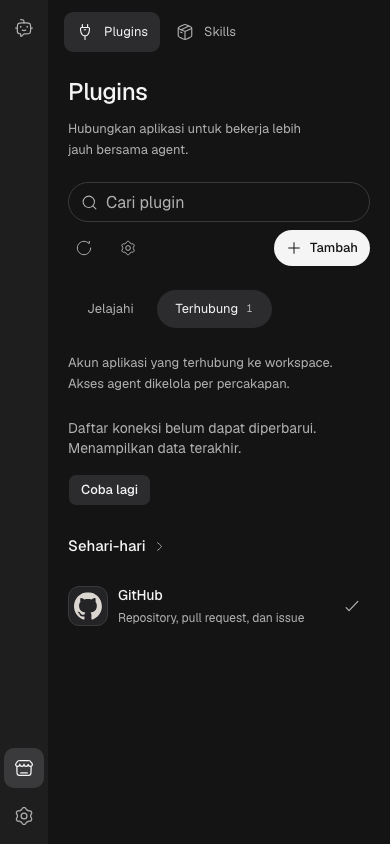 Plugins
Skills
Plugins
Hubungkan aplikasi untuk bekerja lebih
jauh bersama agent.
Cari plugin
Tambah
Jelajahi
Terhubung 1
Akun aplikasi yang terhubung ke workspace.
Akses agent dikelola per percakapan.
Daftar koneksi belum dapat diperbarui.
Menampilkan data terakhir.
Coba lagi
Sehari-hari
GitHub
Repository, pull request, dan issue